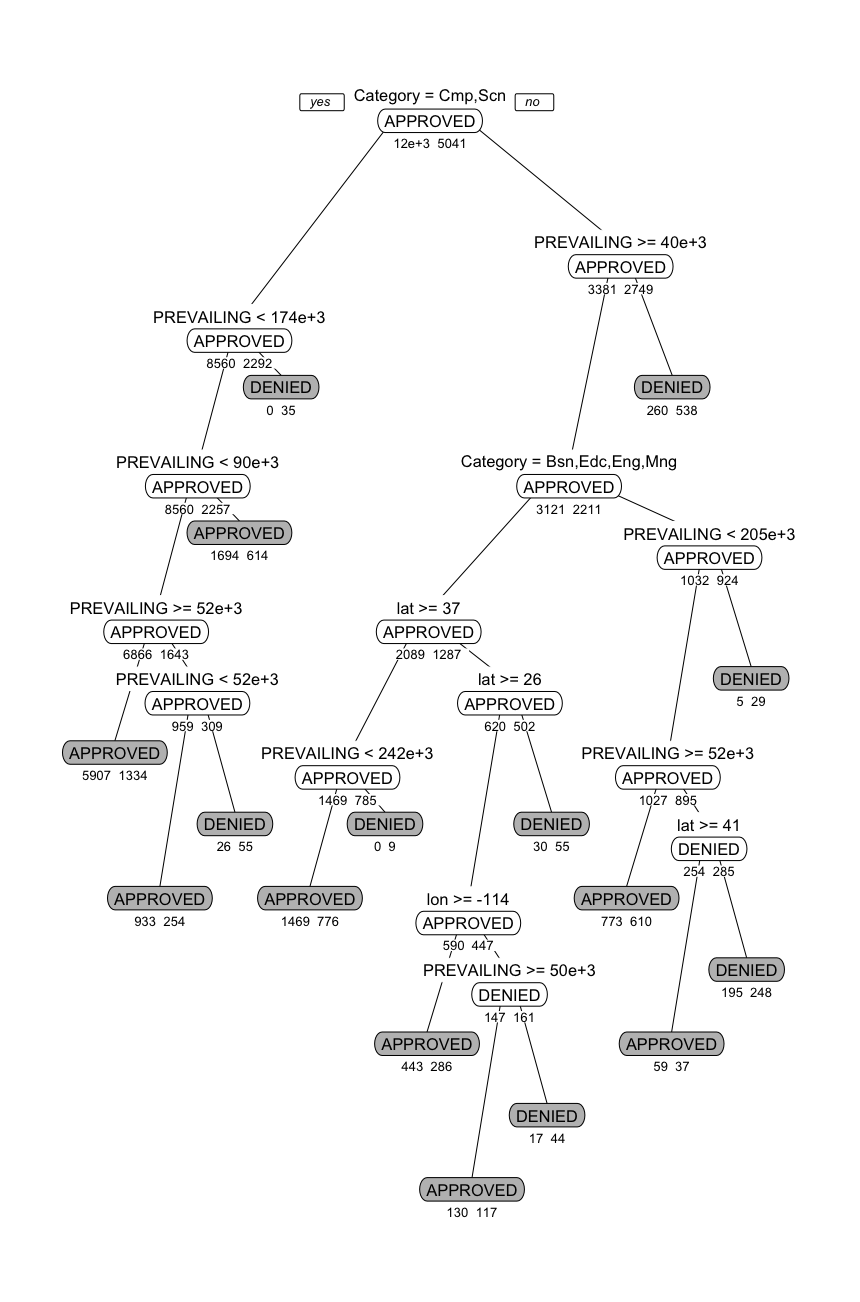 yes Category = Cmp,Scn no
APPROVED
12e+3 5041
PREVAILING >= 40e+3
APPROVED
3381 2749
PREVAILING < 174e+3
APPROVED
8560 2292
DENIED
0 35
DENIED
260 538
PREVAILING < 90e+3
APPROVED
8560 2257
APPROVED
1694 614
Category = Bsn,Edc,Eng,Mng
APPROVED
3121 2211
PREVAILING < 205e+3
APPROVED
1032 924
PREVAILING >= 52e+3
APPROVED
6866 1643
lat >= 37
APPROVED
2089 1287
PREVAILING < 52e+3
APPROVED
959 309
lat >= 26
APPROVED
620 502
DENIED
5 29
APPROVED
5907 1334
PREVAILING < 242e+3
APPROVED
1469 785
PREVAILING >= 52e+3
APPROVED
1027 895
DENIED
26 55
DENIED
0 9
DENIED
30 55
lat >= 41
DENIED
254 285
APPROVED
933 254
APPROVED
1469 776
lon >= -114
APPROVED
590 447
APPROVED
773 610
PREVAILING >= 50e+3
DENIED
147 161
DENIED
195 248
APPROVED
443 286
APPROVED
59 37
DENIED
17 44
APPROVED
130 117